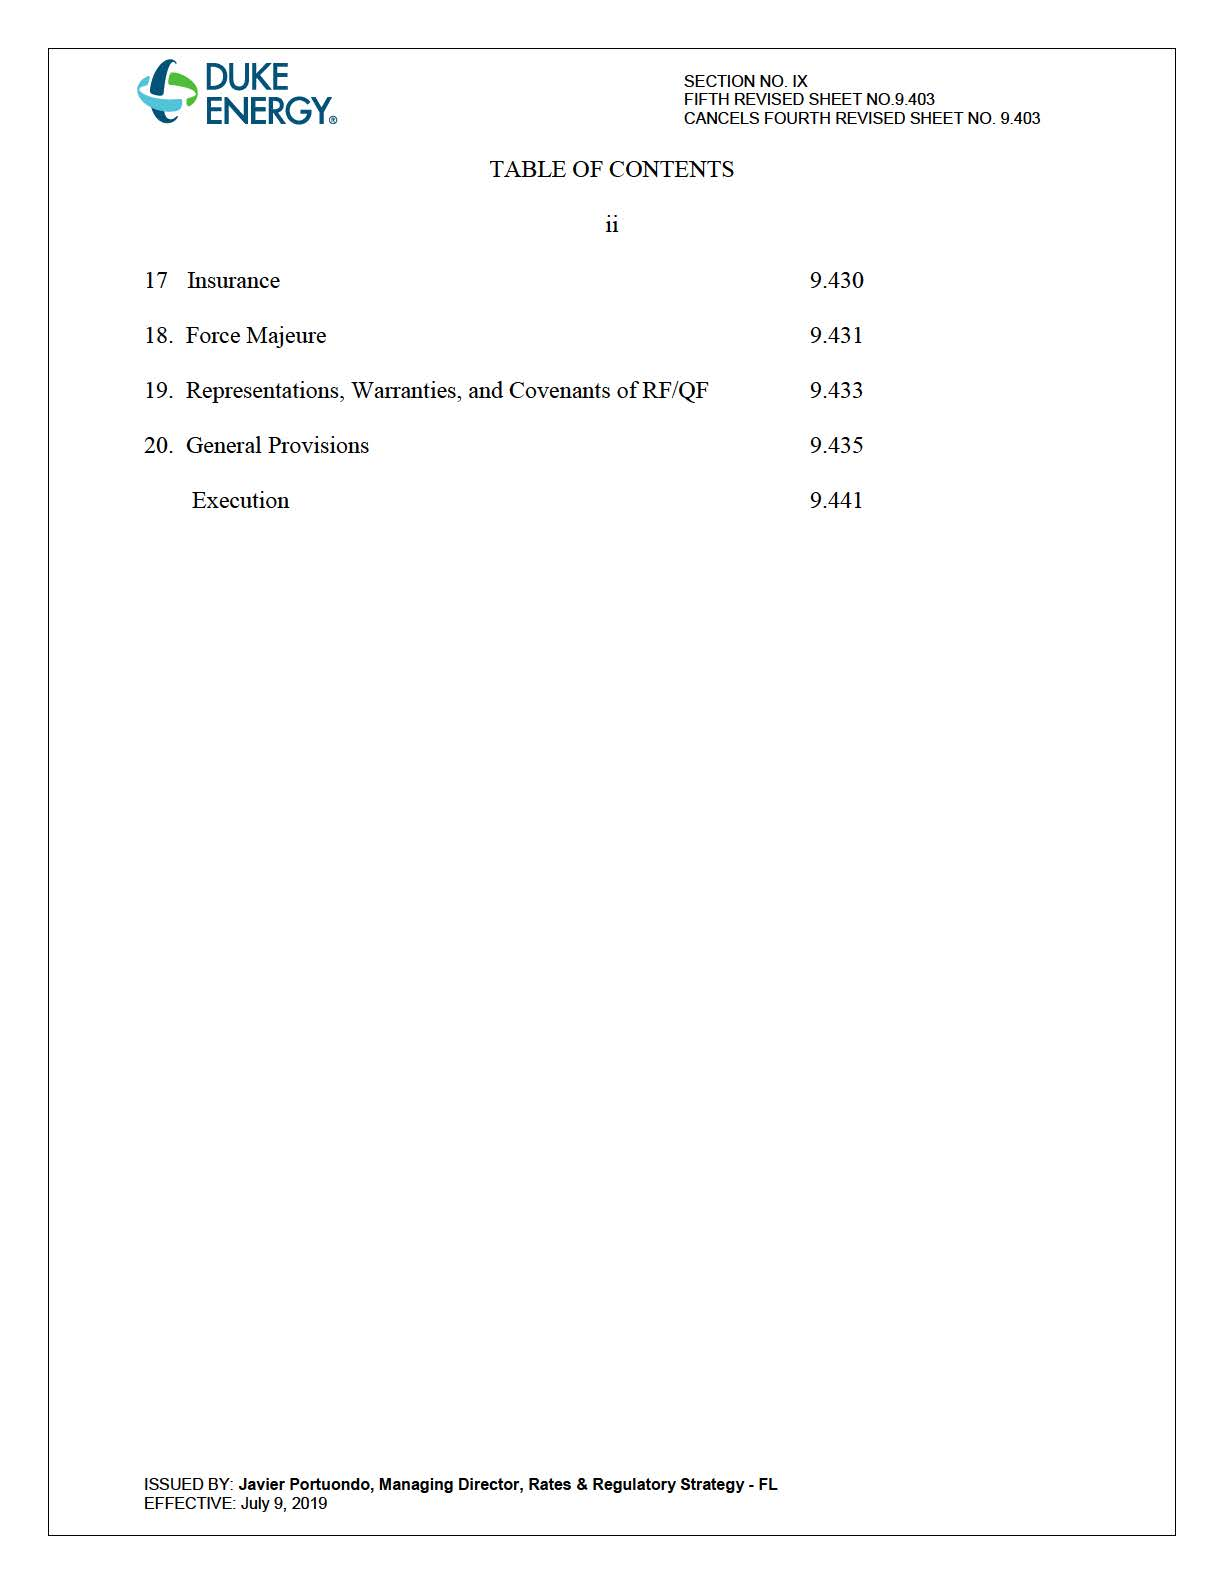 DUKE
ENERGY®
SECTION NO. IX
FIFTH REVISED SHEET NO.9.403
CANCELS FOURTH REVISED SHEET NO. 9.403
TABLE OF CONTENTS
ii
17 Insurance 9.430
18. Force Majeure 9.431
19. Representations, Warranties, and Covenants of RF/QF 9.433
20. General Provisions 9.435
Execution 9.441
ISSUED BY: Javier Portuondo, Managing Director, Rates & Regulatory Strategy - FL
EFFECTIVE: July 9, 2019